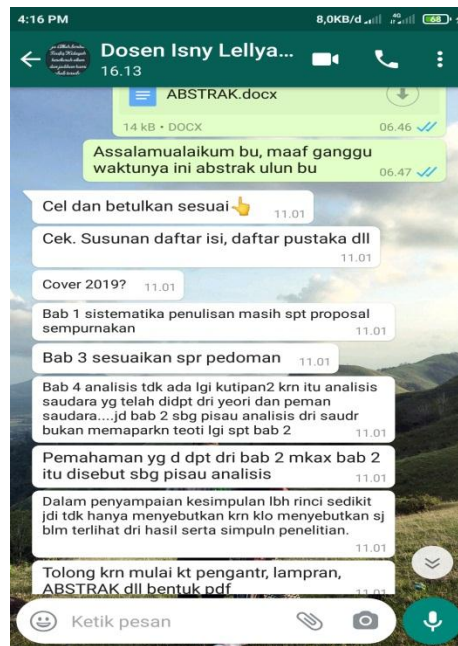 4:16 PM
8,0KB/d
4G
68
Dosen Isny Lellya...
16.13
ABSTRAK.docx
14 kB • DOCX
06.46
Assalamualaikum bu, maaf ganggu
waktunya ini abstrak ulun bu
06.47
Cel dan betulkan sesuai👆
11.01
Cek. Susunan daftar isi, daftar pustaka dll
11.01
Cover 2019?
11.01
Bab 1 sistematika penulisan masih spt proposal
sempurnakan
11.01
Bab 3 sesuaikan spr pedoman
11.01
Bab 4 analisis tdk ada lgi kutipan2 krn itu analisis
saudara yg telah didpt dri yeori dan peman
saudara....jd bab 2 sbg pisau analisis dri saudr
bukan memaparkn teoti lgi spt bab 2
11.01
Pemahaman yg d dpt dri bab 2 mkax bab 2
itu disebut sbg pisau analisis
11.01
Dalam penyampaian kesimpulan lbh rinci sedikit
jdi tdk hanya menyebutkan krn klo menyebutkan sj
blm terlihat dri hasil serta simpuln penelitian.
11.01
Tolong krn mulai kt pengantr, lampran,
ABSTRAK dll bentuk pdf
11.01
Ketik pesan